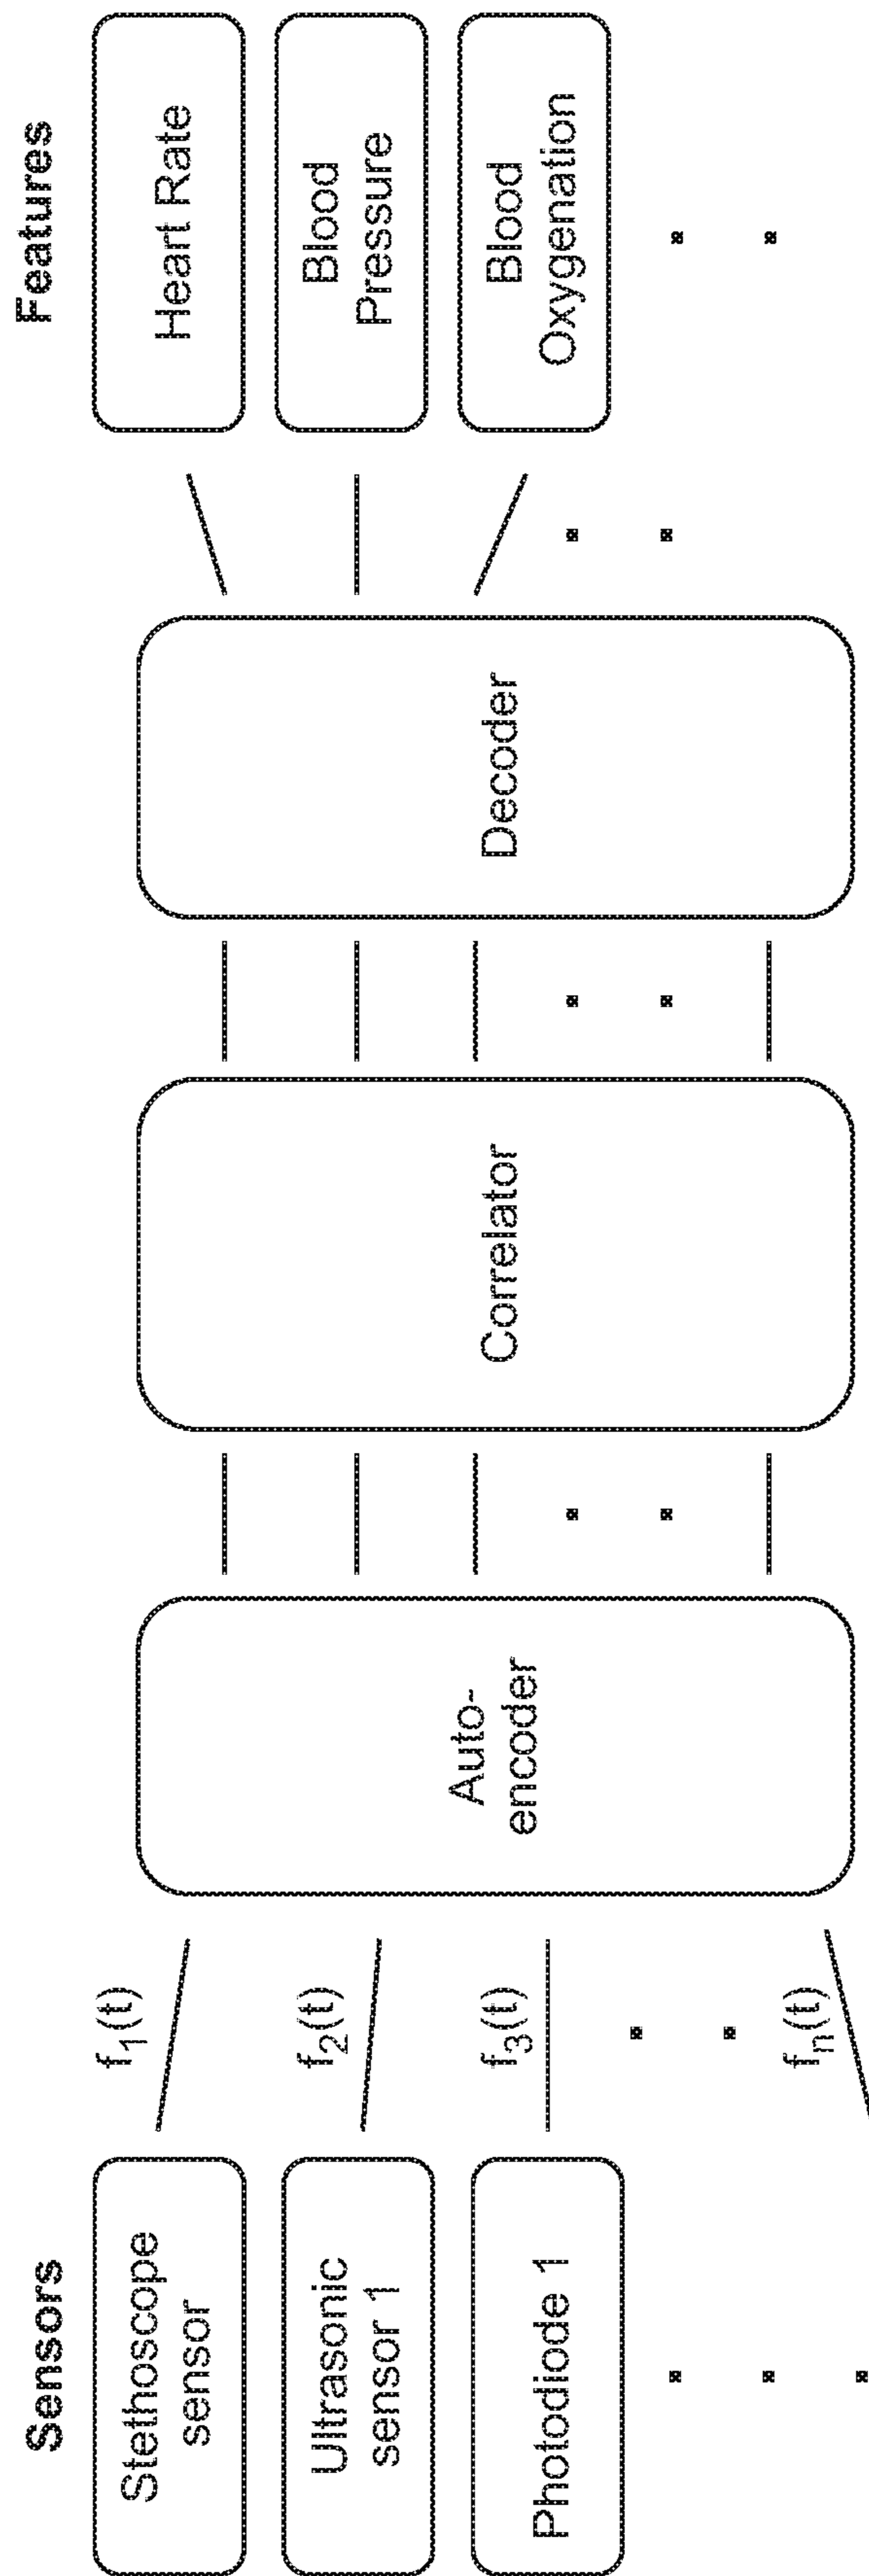 Sensors
Stethoscope
sensor
Ultrasonic
sensor 1
Photodiode 1
f₁(t)
f₂(t)
f₃(t)
fₙ(t)
Auto-
encoder
Correlator
Decoder
Features
Heart Rate
Blood
Pressure
Blood
Oxygenation